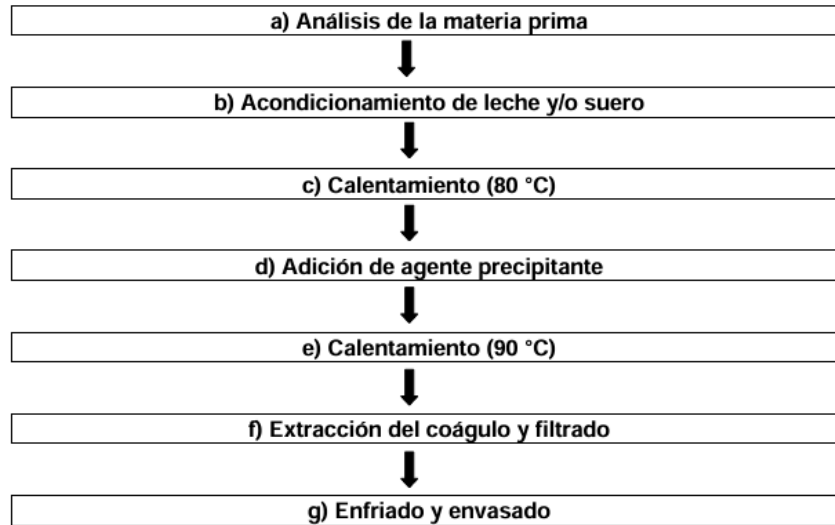 a) Análisis de la materia prima
b) Acondicionamiento de leche y/o suero
c) Calentamiento (80 °C)
d) Adición de agente precipitante
e) Calentamiento (90 °C)
f) Extracción del coágulo y filtrado
g) Enfriado y envasado